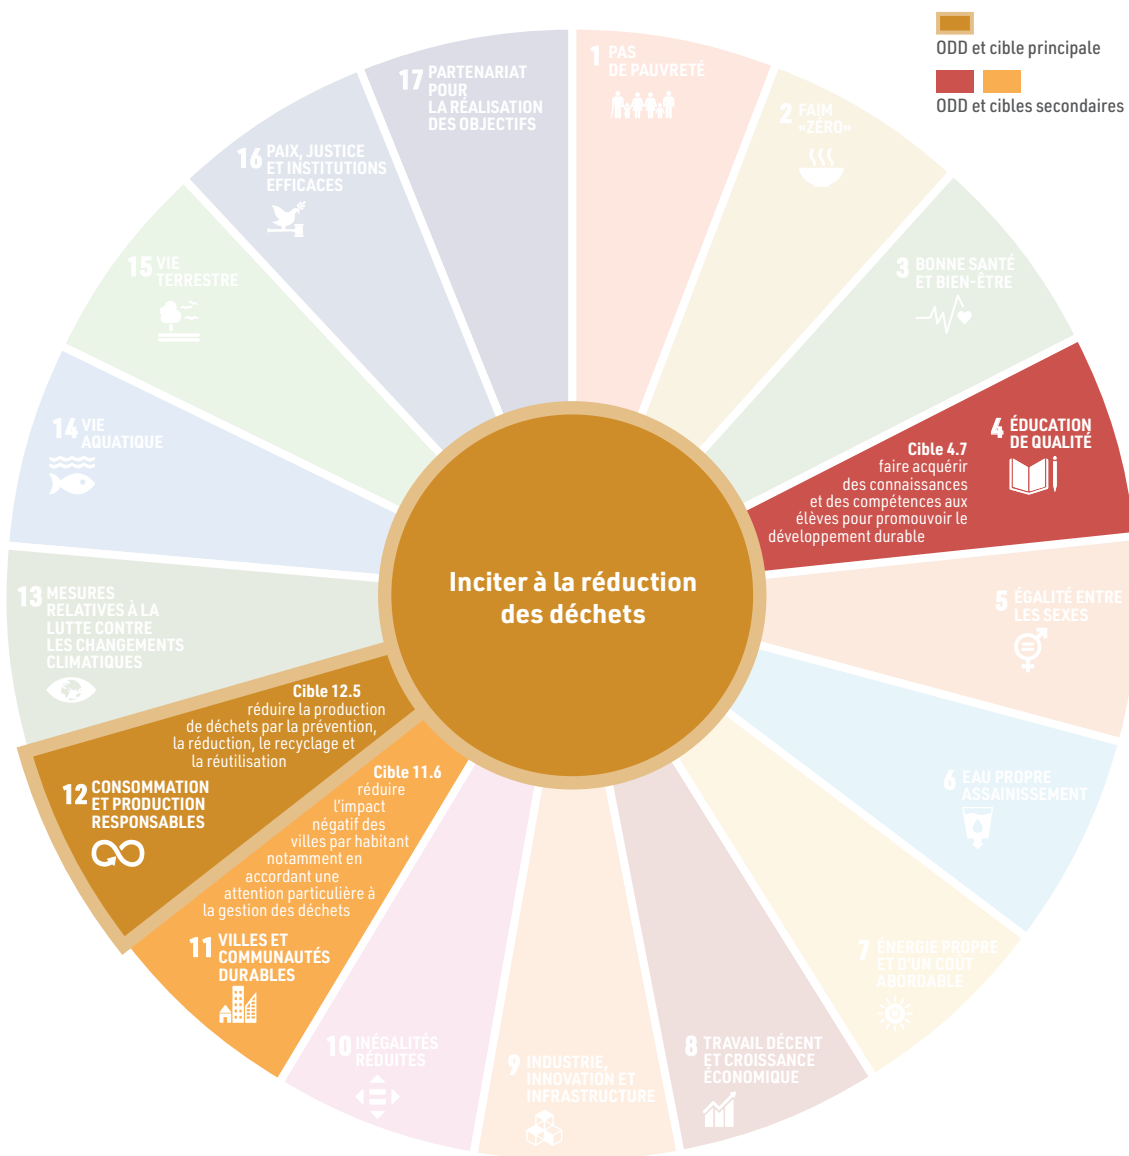 ODD et cible principale
ODD et cibles secondaires
1 PAS
DE PAUVRETÉ
2 FAIM
«ZÉRO»
3 BONNE SANTÉ
ET BIEN-ÊTRE
4 ÉDUCATION
DE QUALITÉ
Cible 4.7
faire acquérir
des connaissances
et des compétences aux
élèves pour promouvoir le
développement durable
5 ÉGALITÉ ENTRE
LES SEXES
6 EAU PROPRE
ASSAINISSEMENT
7 ÉNERGIE PROPRE
ET D'UN COÛT
ABORDABLE
8 TRAVAIL DÉCENT
ET CROISSANCE
ÉCONOMIQUE
9 INDUSTRIE,
INNOVATION ET
INFRASTRUCTURE
10 INÉGALITÉS
RÉDUITES
Cible 11.6
réduire
l'impact
négatif des
villes par habitant
notamment en
accordant une
attention particulière à
la gestion des déchets
11 VILLES ET
COMMUNAUTÉS
DURABLES
Cible 12.5
réduire la production
de déchets par la prévention,
la réduction, le recyclage et
la réutilisation
12 CONSOMMATION
ET PRODUCTION
RESPONSABLES
13 MESURES
RELATIVES À LA
LUTTE CONTRE
LES CHANGEMENTS
CLIMATIQUES
14 VIE
AQUATIQUE
15 VIE
TERRESTRE
16 PAIX, JUSTICE
ET INSTITUTIONS
EFFICACES
17 PARTENARIAT
POUR
LA RÉALISATION
DES OBJECTIFS
Inciter à la réduction
des déchets